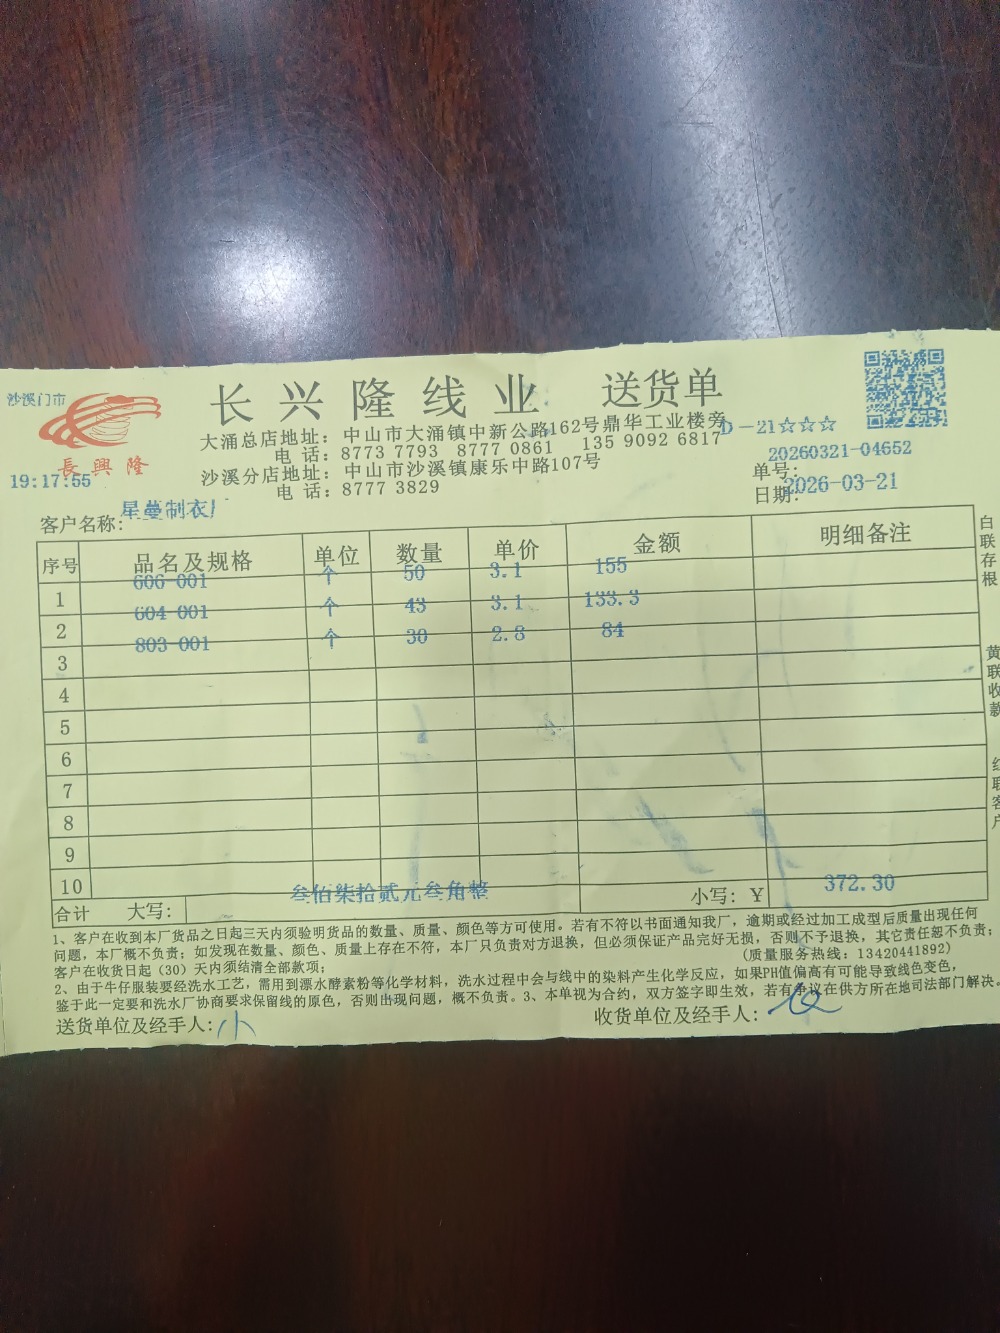 沙溪门市
長興隆
19:17:55
长兴隆线业 送货单
大涌总店地址：中山市大涌镇中新公路162号鼎华工业楼旁
电话：8773 7793 8777 0861 135 9092 6817
沙溪分店地址：中山市沙溪镇康乐中路107号
电话：8777 3829
D-21☆☆☆
单号：20260321-04652
日期：2026-03-21
客户名称：星蔓制衣厂
序号 品名及规格 单位 数量 单价 金额 明细备注
1 606-001 个 50 3.1 155
2 604-001 个 43 3.1 133.3
3 803-001 个 30 2.8 84
4
5
6
7
8
9
10
合计 大写：叁佰柒拾贰元叁角整 小写：￥372.30
1、客户在收到本厂货品之日起三天内须验明货品的数量、质量、颜色等方可使用。若有不符以书面通知我厂，逾期或经过加工成型后质量出现任何
问题，本厂概不负责；如发现在数量、颜色、质量上存在不符，本厂只负责对方退换，但必须保证产品完好无损，否则不予退换，其它责任恕不负责；
客户在收货日起（30）天内须结清全部款项；（质量服务热线：13420441892）
2、由于牛仔服装要经洗水工艺，需用到漂水酵素粉等化学材料，洗水过程中会与线中的染料产生化学反应，如果PH值偏高有可能导致线色变色，
鉴于此一定要和洗水厂协商要求保留线的原色，否则出现问题，概不负责。3、本单视为合约，双方签字即生效，若有争议在供方所在地司法部门解决。
送货单位及经手人：小
收货单位及经手人：
白联存根
黄联收款
红联客户